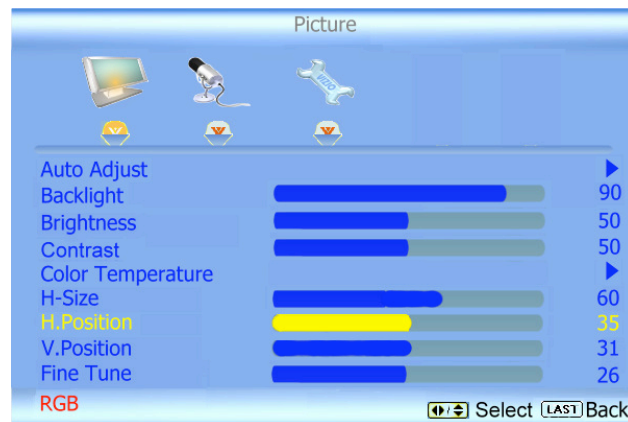 Picture
VIZIO
Auto Adjust
Backlight 90
Brightness 50
Contrast 50
Color Temperature
H-Size 60
H.Position 35
V.Position 31
Fine Tune 26
RGB Select LAST Back